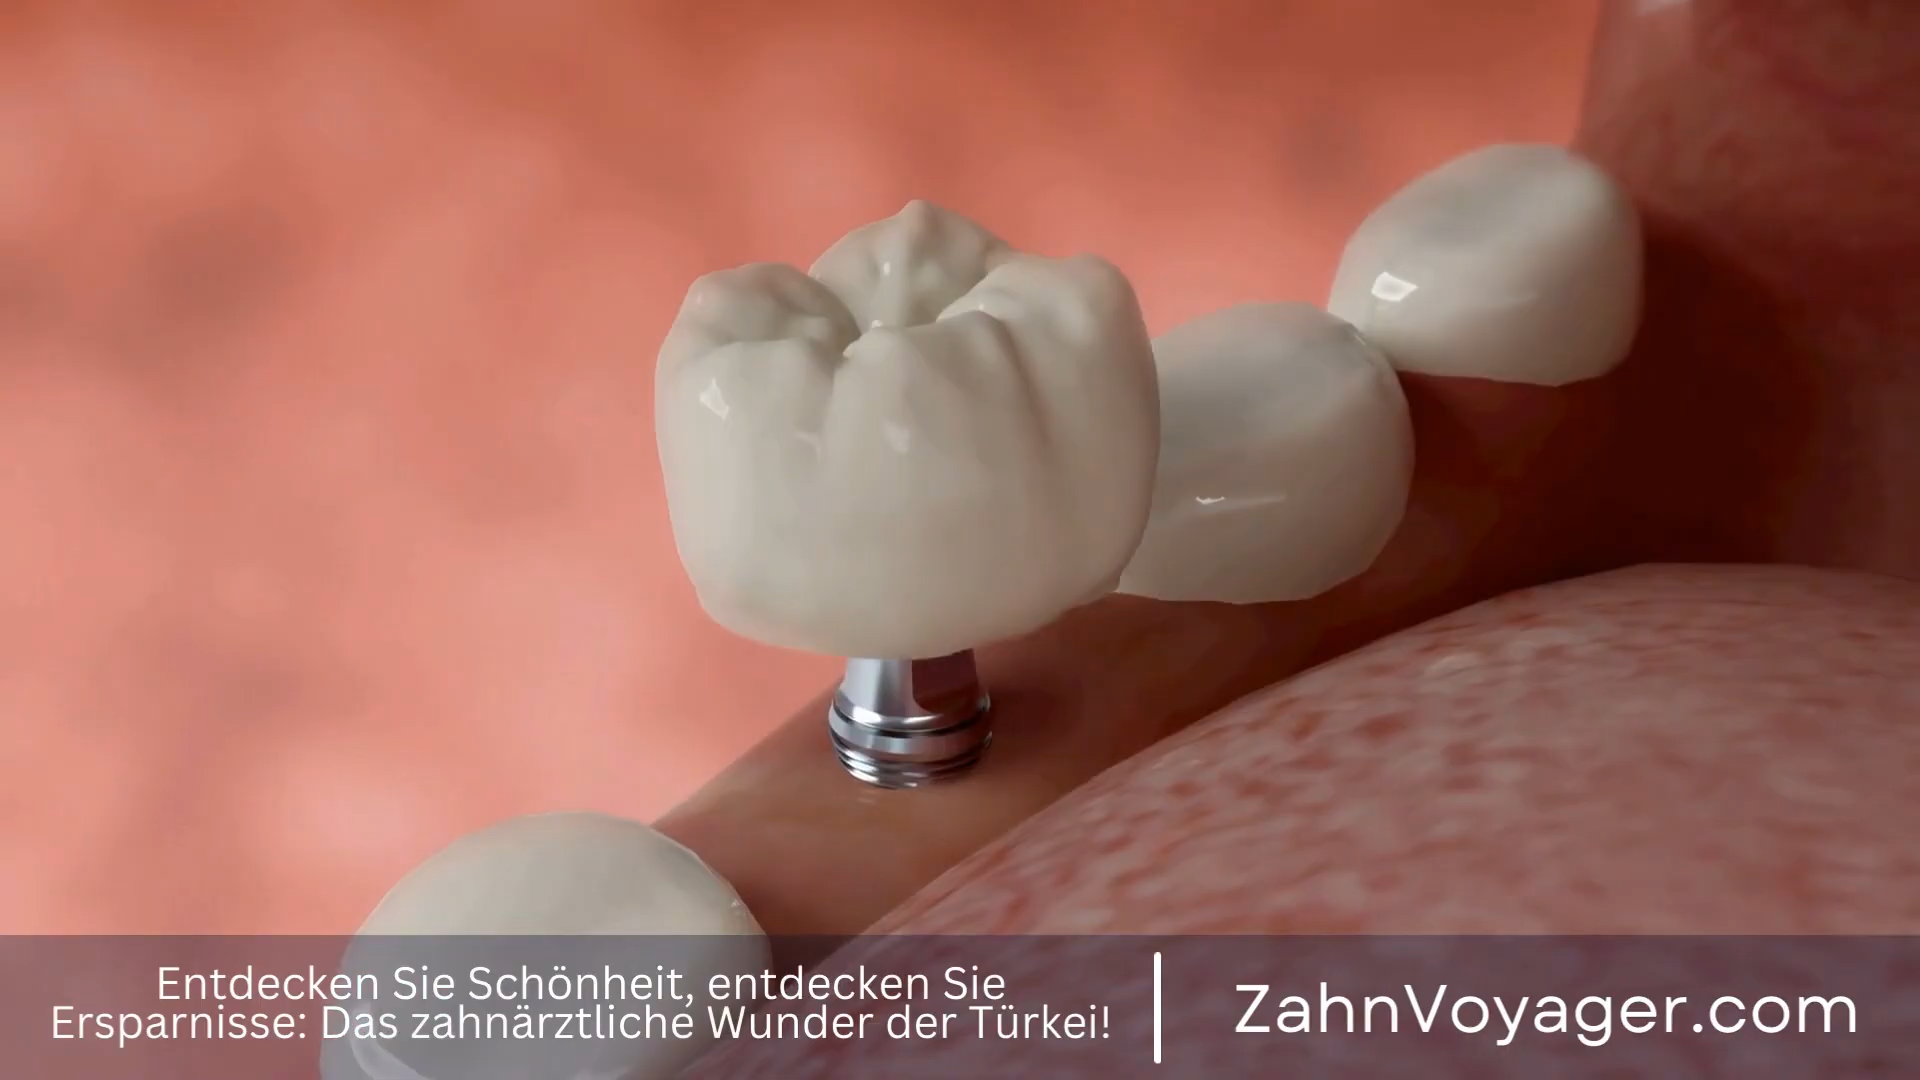 Entdecken Sie Schönheit, entdecken Sie
Ersparnisse: Das zahnärztliche Wunder der Türkei!
ZahnVoyager.com